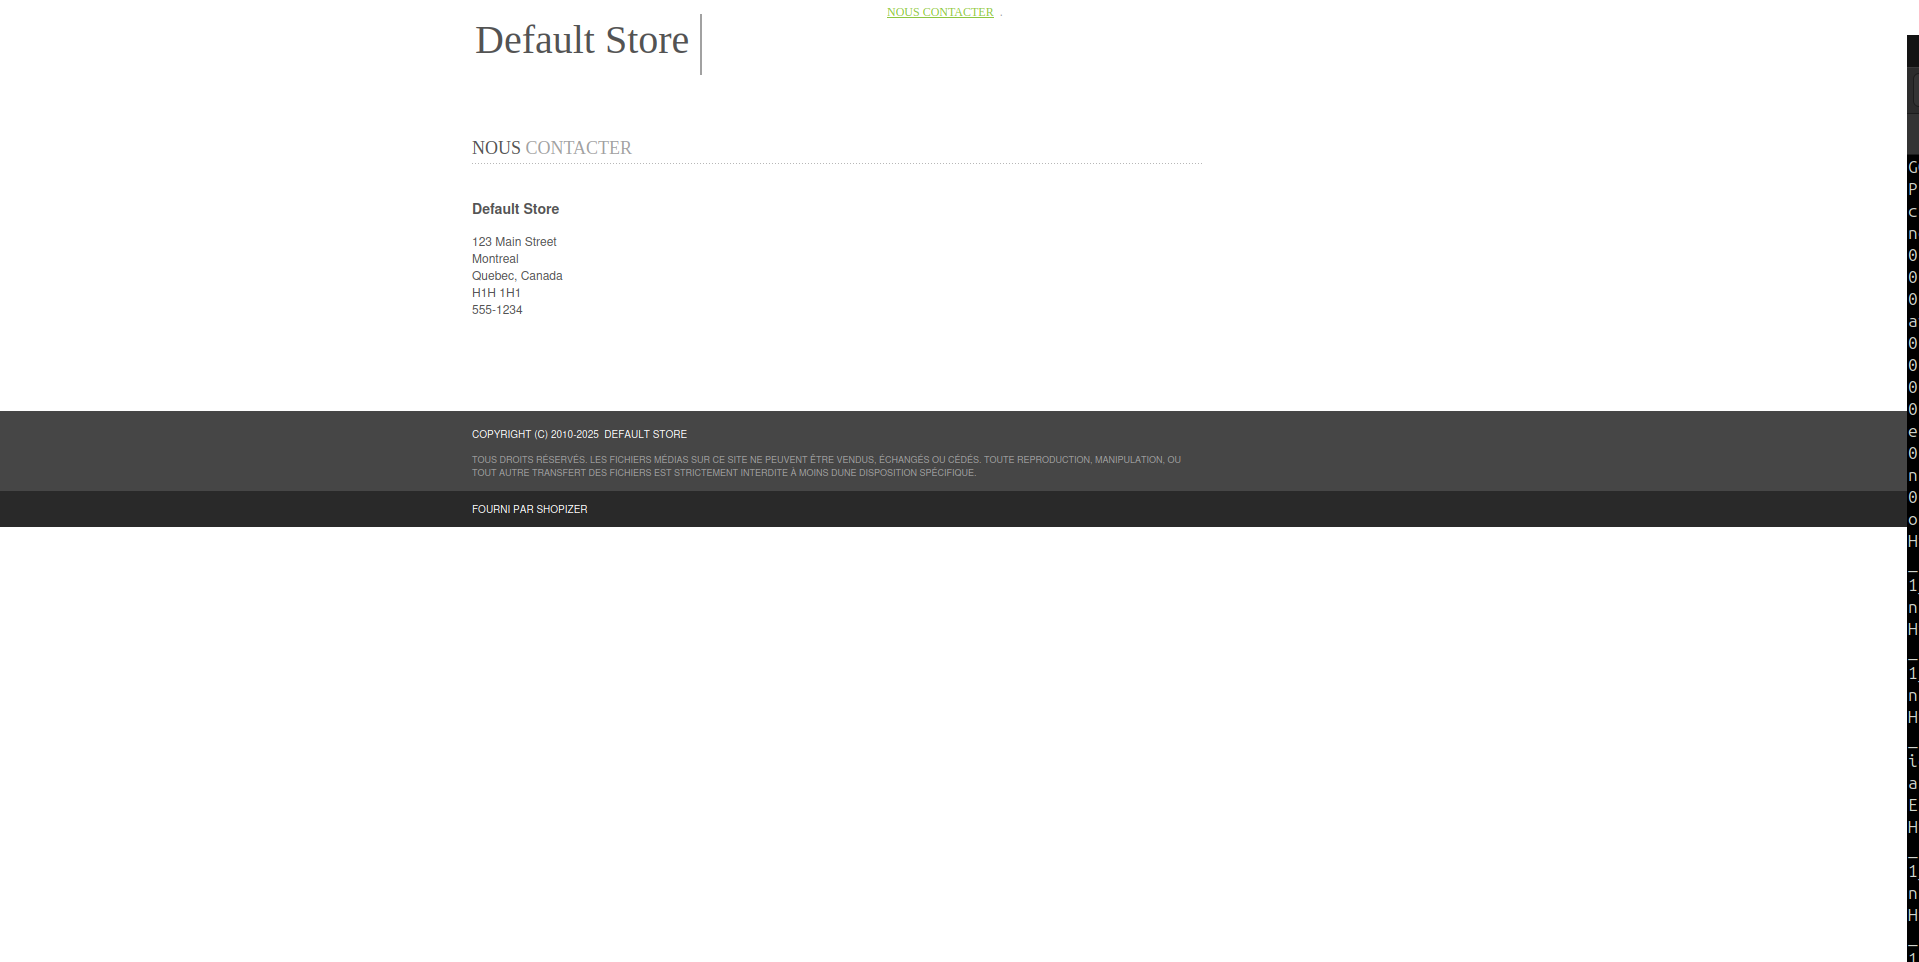 NOUS CONTACTER .
Default Store
NOUS CONTACTER
Default Store
123 Main Street
Montreal
Quebec, Canada
H1H 1H1
555-1234
COPYRIGHT (C) 2010-2025 DEFAULT STORE
TOUS DROITS RÉSERVÉS. LES FICHIERS MÉDIAS SUR CE SITE NE PEUVENT ÊTRE VENDUS, ÉCHANGÉS OU CÉDÉS. TOUTE REPRODUCTION, MANIPULATION, OU
TOUT AUTRE TRANSFERT DES FICHIERS EST STRICTEMENT INTERDITE À MOINS DUNE DISPOSITION SPÉCIFIQUE.
FOURNI PAR SHOPIZER